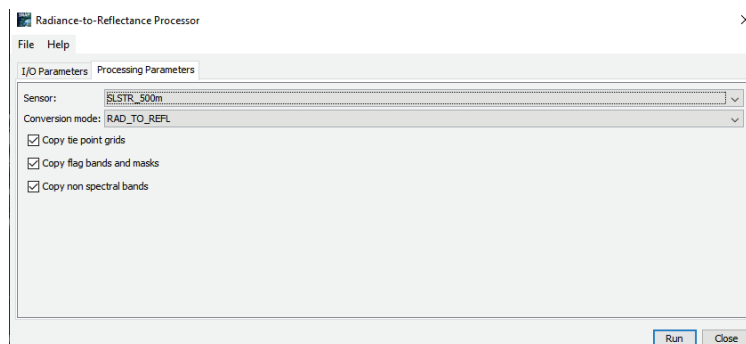 Radiance-to-Reflectance Processor
File Help
I/O Parameters Processing Parameters
Sensor: SLSTR_500m
Conversion mode: RAD_TO_REFL
Copy tie point grids
Copy flag bands and masks
Copy non spectral bands
Run Close